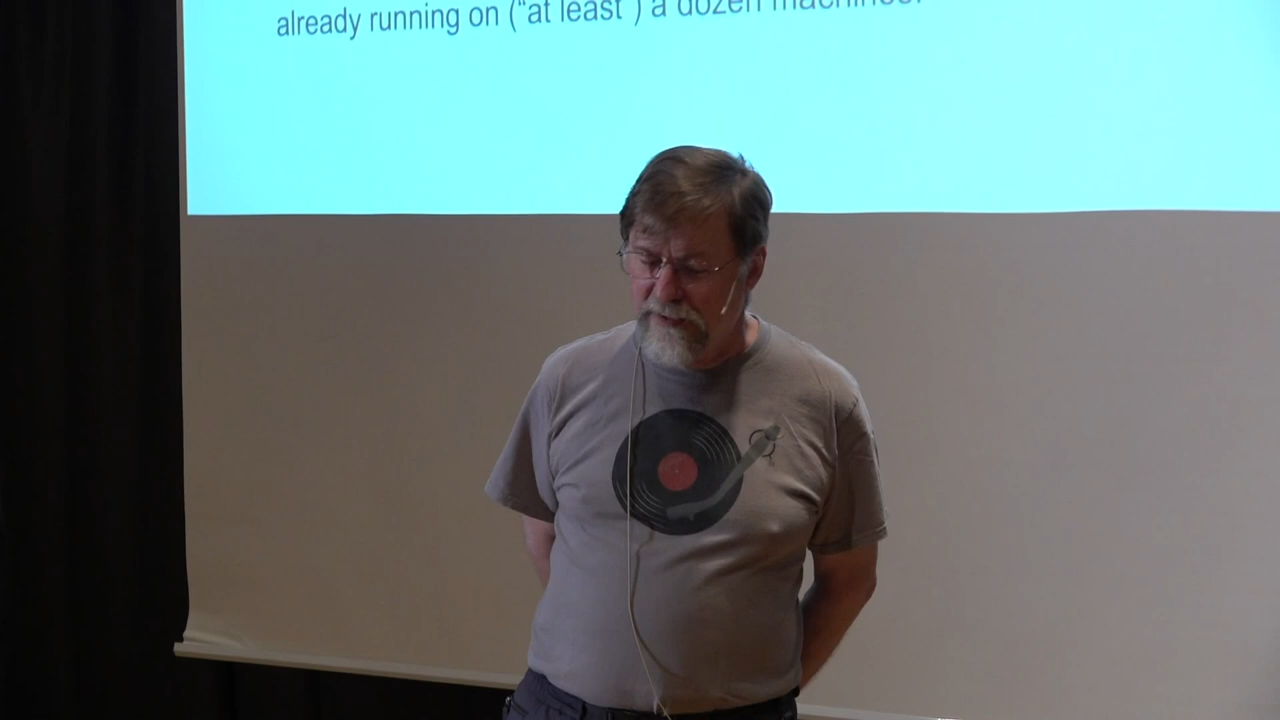 already running on (“at least”) a dozen machines.